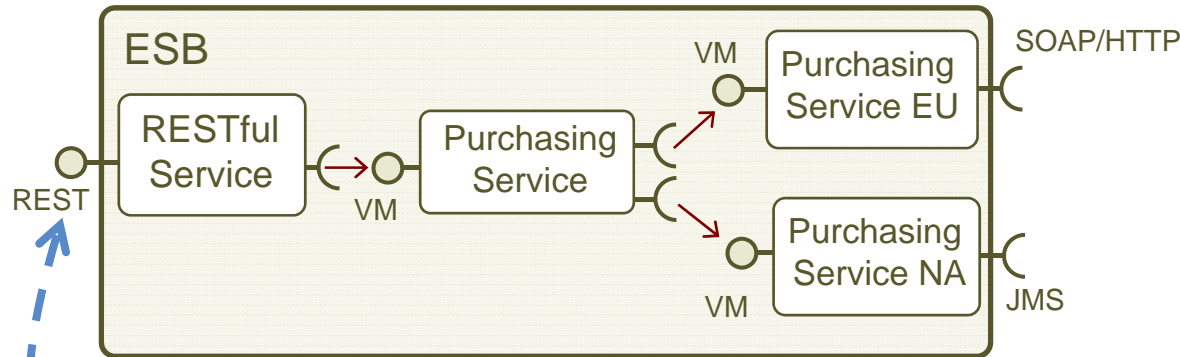 ESB
SOAP/HTTP
VM
Purchasing
Service EU
RESTful
Service
Purchasing
Service
REST
VM
Purchasing
Service NA
VM
JMS